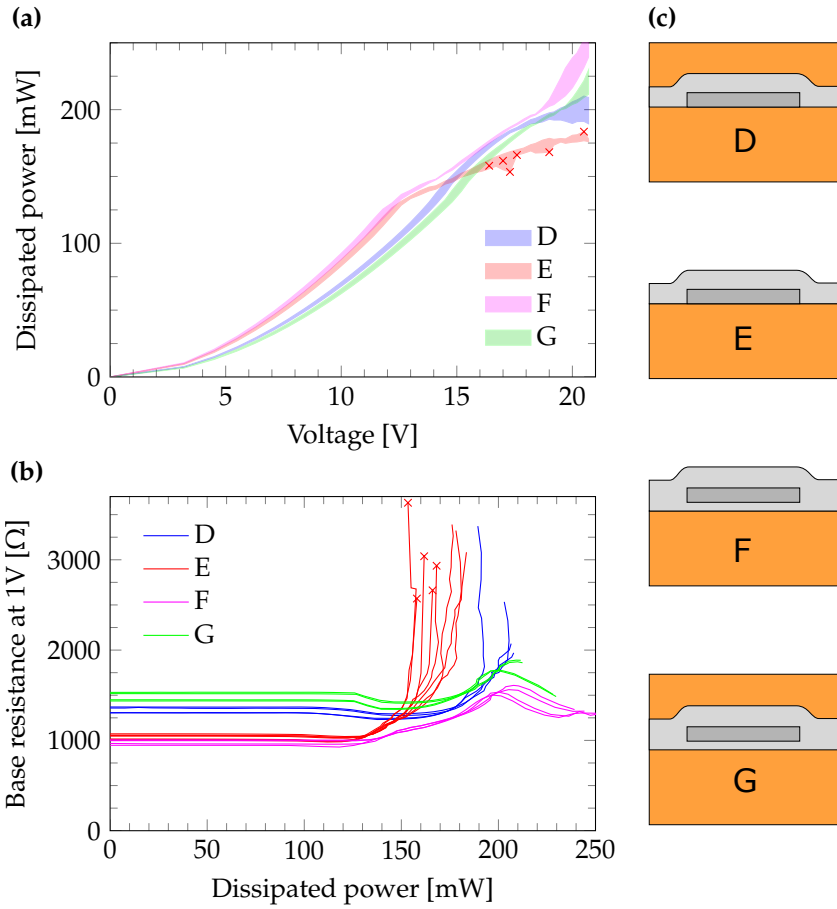 (a)
(c)
Dissipated power [mW]
200
100
0
0
5
10
15
20
Voltage [V]
D
E
F
G
(b)
Base resistance at 1V [Ω]
3000
2000
1000
0
0
50
100
150
200
250
Dissipated power [mW]
D
E
F
G
D
E
F
G